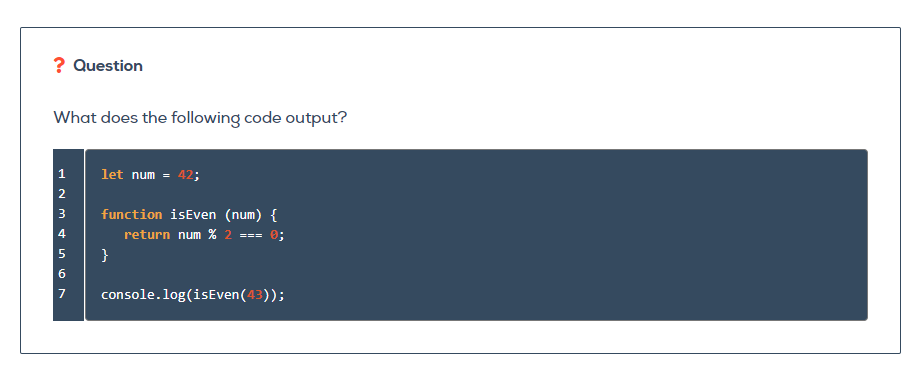 ? Question
What does the following code output?
1 let num = 42;
2
3 function isEven (num) {
4 return num % 2 === 0;
5 }
6
7 console.log(isEven(43));